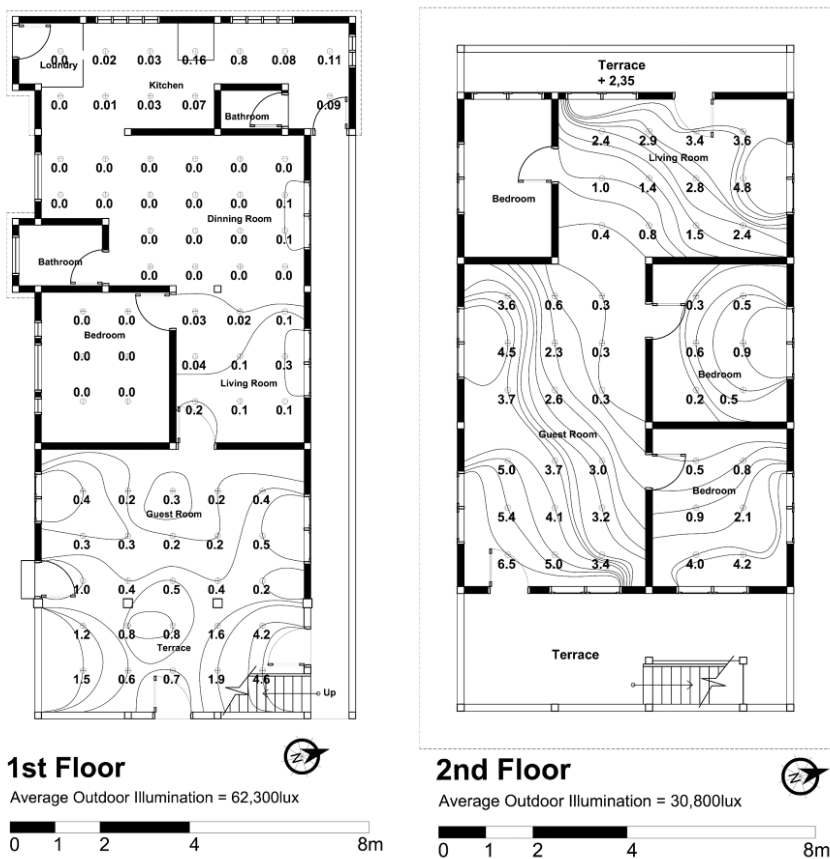 0.0 0.02 0.03 0.16 0.8 0.08 0.11
Loundry
Kitchen
0.0 0.01 0.03 0.07 0.09
Bathroom
0.0 0.0 0.0 0.0 0.0 0.0
0.0 0.0 0.0 0.0 0.0 0.1
Dinning Room
0.0 0.0 0.0 0.1
Bathroom
0.0 0.0 0.0 0.0
0.0 0.0 0.03 0.02 0.1
Bedroom
0.0 0.0 0.04 0.1 0.3
Living Room
0.0 0.0
0.2 0.1 0.1
0.4 0.2 0.3 0.2 0.4
Guest Room
0.3 0.3 0.2 0.2 0.5
1.0 0.4 0.5 0.4 0.2
1.2 0.8 0.8 1.6 4.2
Terrace
1.5 0.6 0.7 1.9 4.6
Up
1st Floor
N
Average Outdoor Illumination = 62,300lux
0 1 2 4 8m
Terrace
+ 2,35
2.4 2.9 3.4 3.6
Living Room
1.0 1.4 2.8 4.8
Bedroom
0.4 0.8 1.5 2.4
3.6 0.6 0.3 0.3 0.5
4.5 2.3 0.3 0.6 0.9
Bedroom
3.7 2.6 0.3 0.2 0.5
Guest Room
5.0 3.7 3.0 0.5 0.8
Bedroom
5.4 4.1 3.2 0.9 2.1
6.5 5.0 3.4 4.0 4.2
Terrace
2nd Floor
N
Average Outdoor Illumination = 30,800lux
0 1 2 4 8m